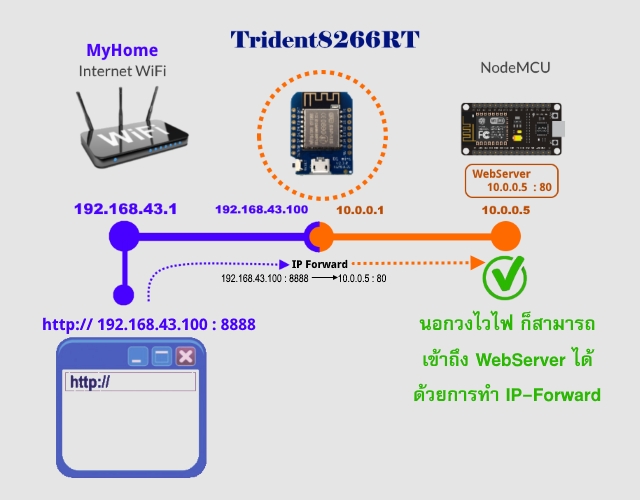 Trident8266RT
MyHome
Internet WiFi
NodeMCU
WiFi
WebServer
10.0.0.5 : 80
192.168.43.1
192.168.43.100
10.0.0.1
10.0.0.5
IP Forward
192.168.43.100 : 8888 10.0.0.5 : 80
http:// 192.168.43.100 : 8888
http://
นอกวงไวไฟ ก็สามารถ
เข้าถึง WebServer ได้
ด้วยการทำ IP-Forward